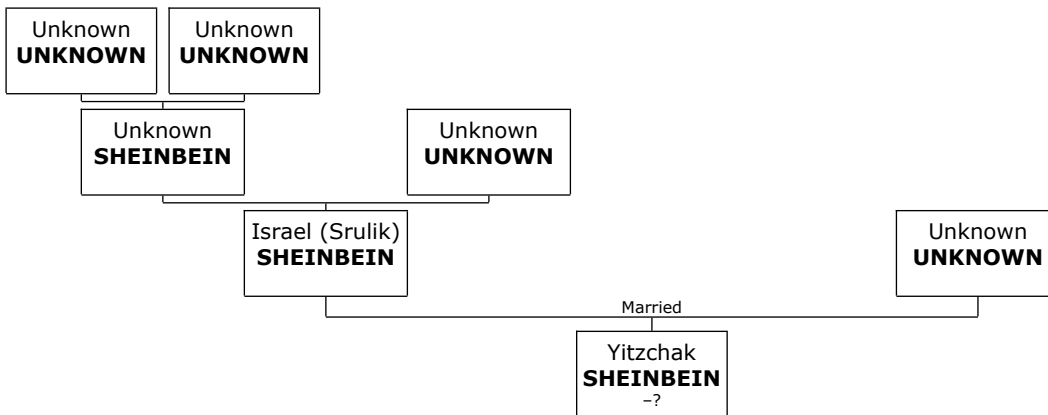 Unknown
UNKNOWN
Unknown
UNKNOWN
Unknown
SHEINBEIN
Unknown
UNKNOWN
Israel (Srulik)
SHEINBEIN
Unknown
UNKNOWN
Married
Yitzchak
SHEINBEIN
–?